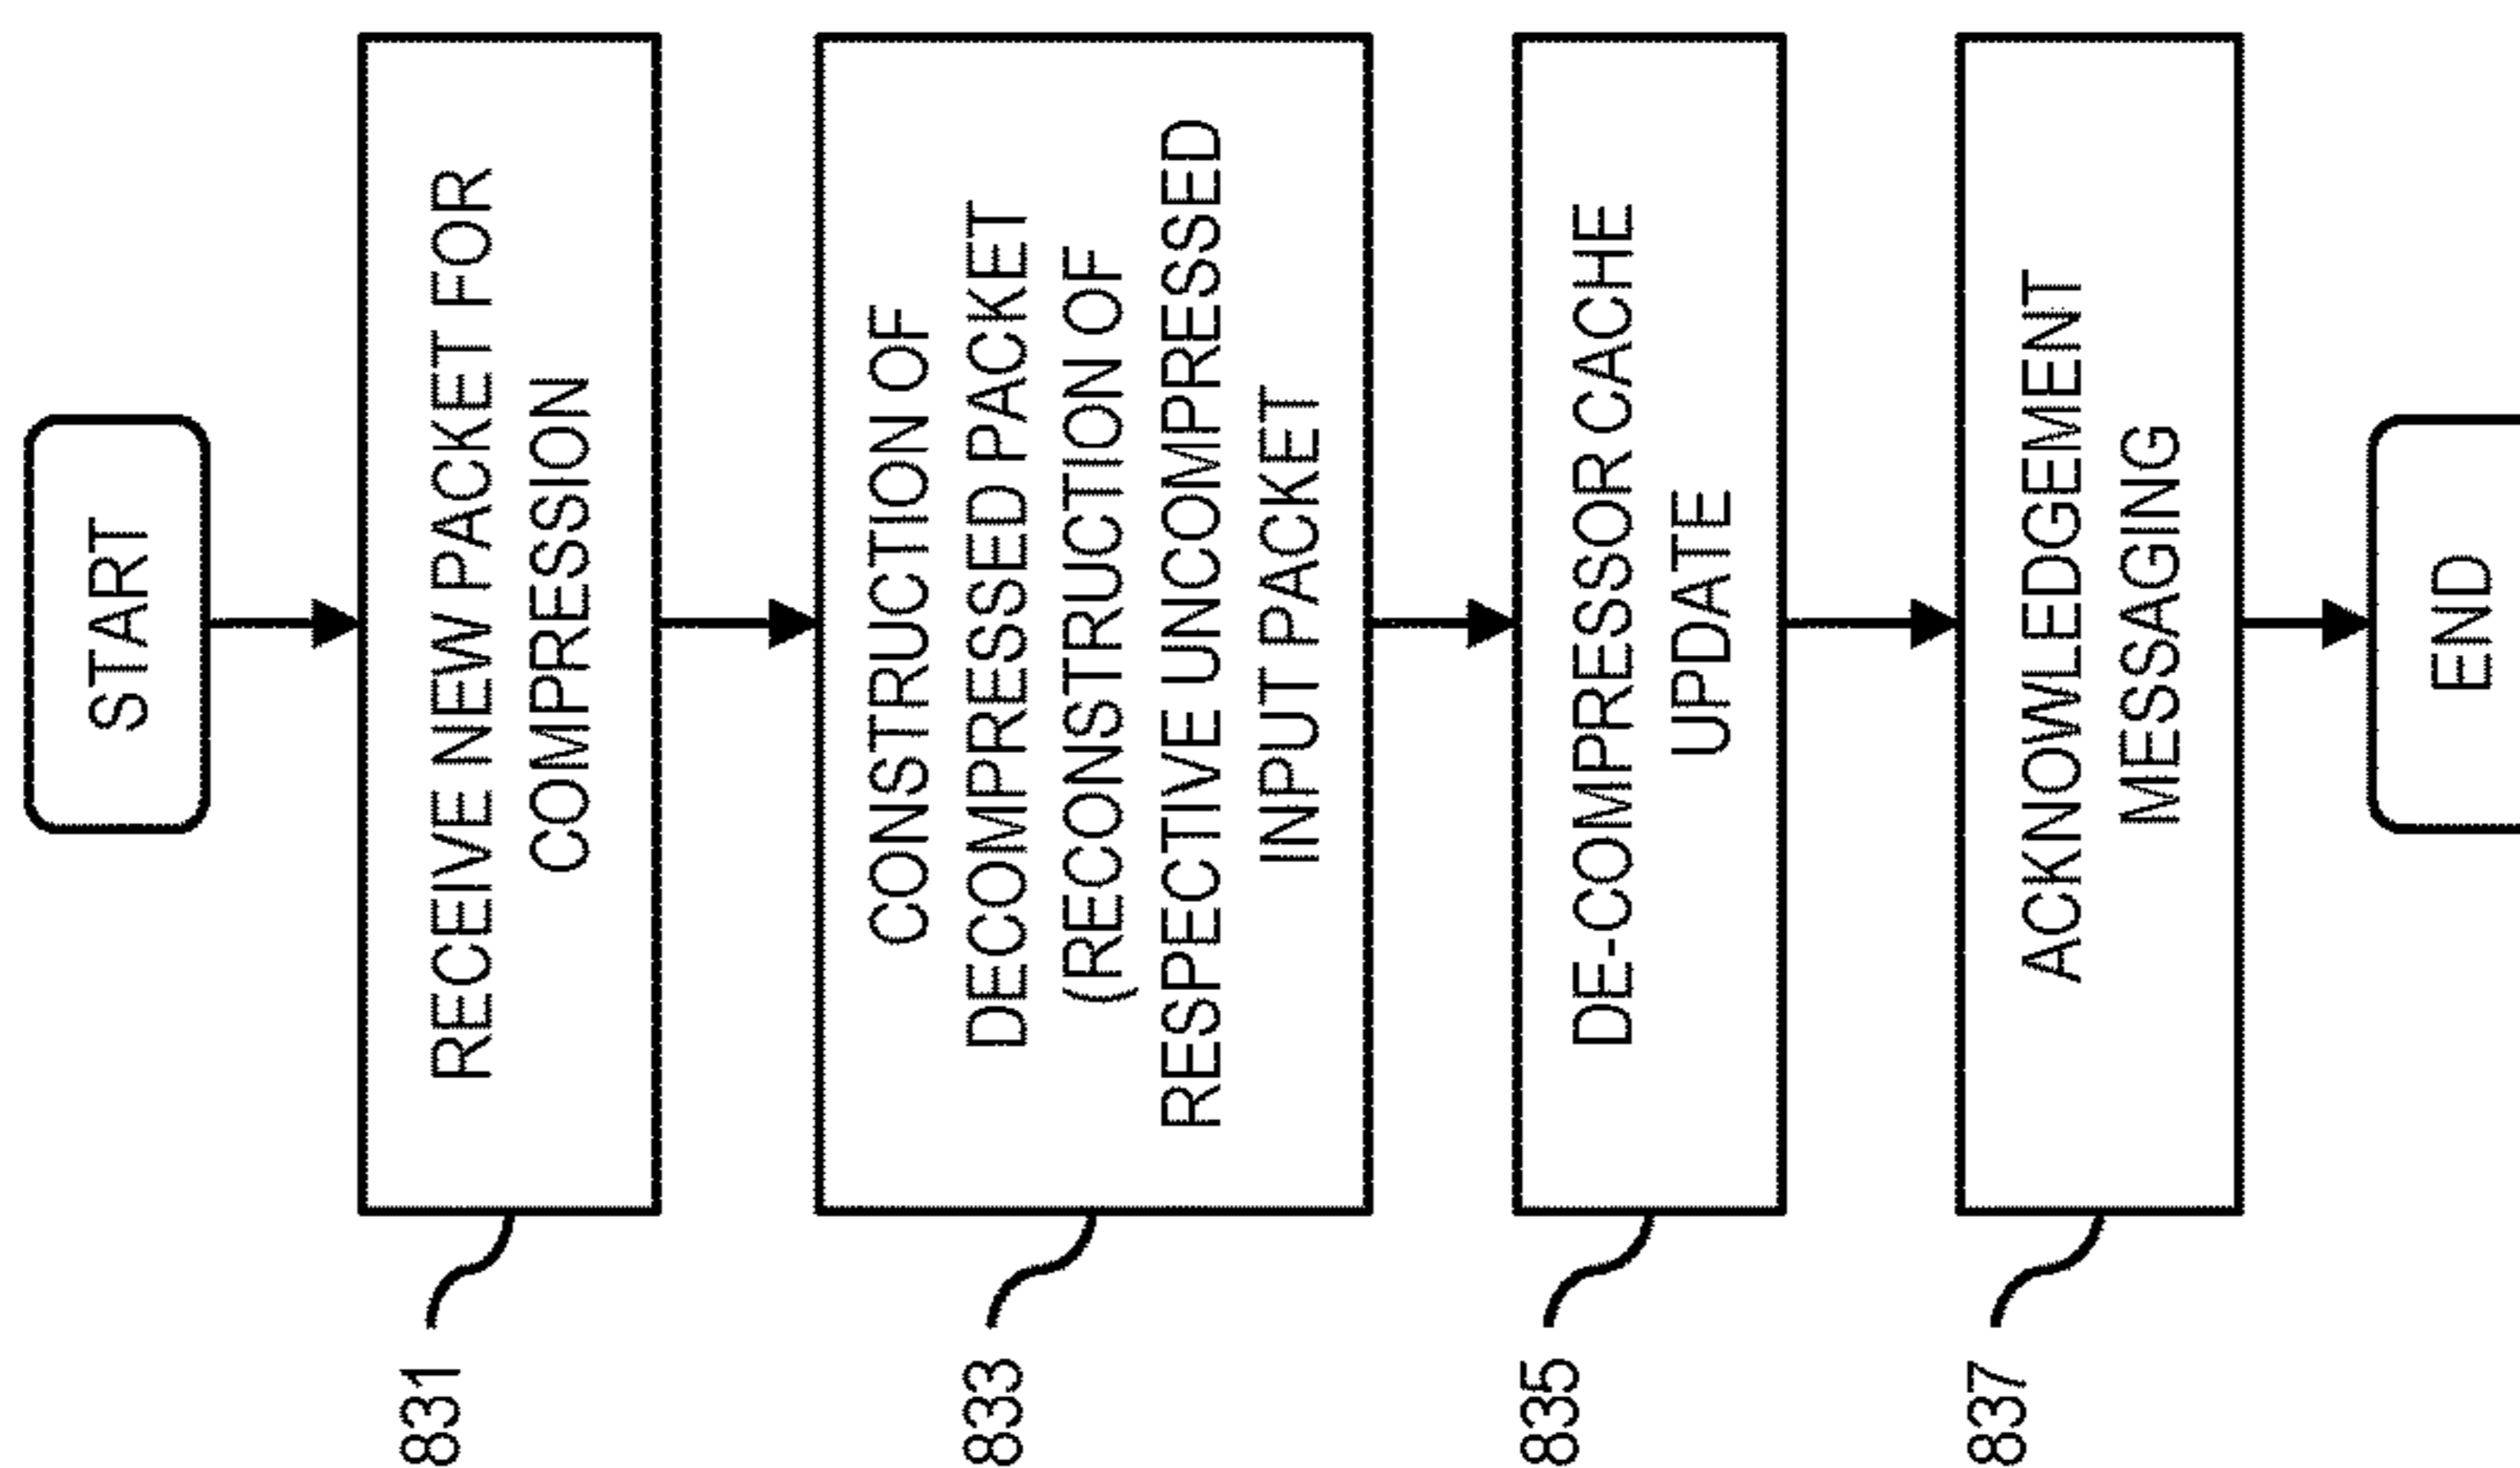 START
831
RECEIVE NEW PACKET FOR
COMPRESSION
833
CONSTRUCTION OF
DECOMPRESSED PACKET
(RECONSTRUCTION OF
RESPECTIVE UNCOMPRESSED
INPUT PACKET
835
DE-COMPRESSOR CACHE
UPDATE
837
ACKNOWLEDGEMENT
MESSAGING
END